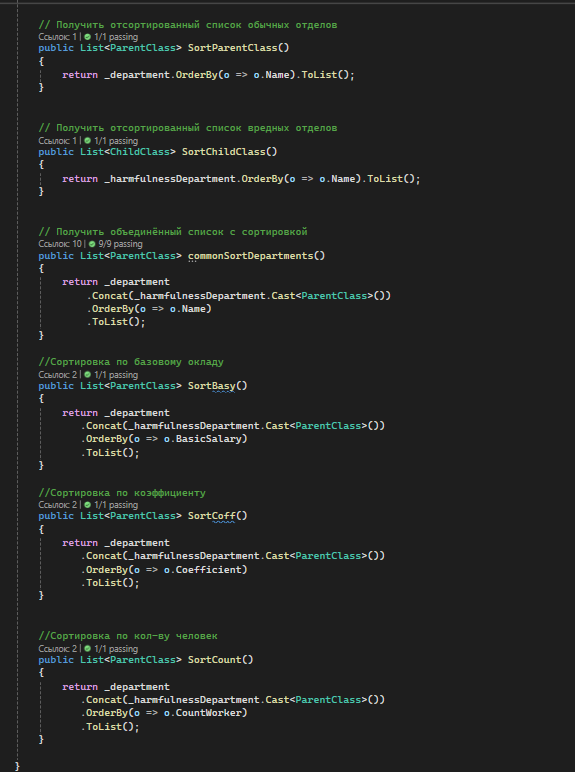 // Получить отсортированный список обычных отделов
Ссылок: 1 | 1/1 passing
public List<ParentClass> SortParentClass()
{
return _department.OrderBy(o => o.Name).ToList();
}
// Получить отсортированный список вредных отделов
Ссылок: 1 | 1/1 passing
public List<ChildClass> SortChildClass()
{
return _harmfulnessDepartment.OrderBy(o => o.Name).ToList();
}
// Получить объединённый список с сортировкой
Ссылок: 10 | 9/9 passing
public List<ParentClass> commonSortDepartments()
{
return _department
.Concat(_harmfulnessDepartment.Cast<ParentClass>())
.OrderBy(o => o.Name)
.ToList();
}
//Сортировка по базовому окладу
Ссылок: 2 | 1/1 passing
public List<ParentClass> SortBasy()
{
return _department
.Concat(_harmfulnessDepartment.Cast<ParentClass>())
.OrderBy(o => o.BasicSalary)
.ToList();
}
//Сортировка по коэффициенту
Ссылок: 2 | 1/1 passing
public List<ParentClass> SortCoff()
{
return _department
.Concat(_harmfulnessDepartment.Cast<ParentClass>())
.OrderBy(o => o.Coefficient)
.ToList();
}
//Сортировка по кол-ву человек
Ссылок: 2 | 1/1 passing
public List<ParentClass> SortCount()
{
return _department
.Concat(_harmfulnessDepartment.Cast<ParentClass>())
.OrderBy(o => o.CountWorker)
.ToList();
}
}